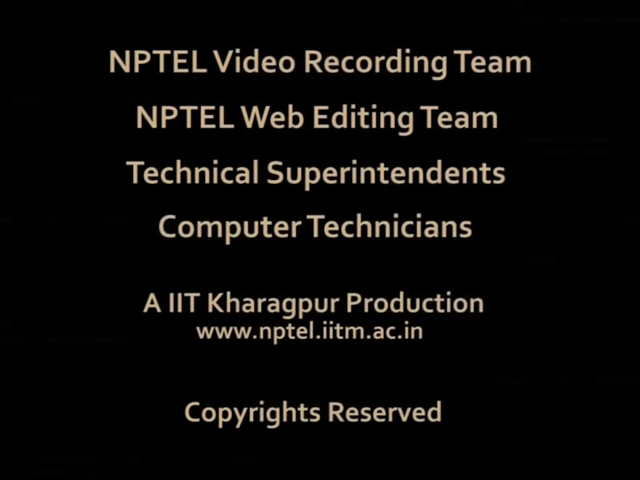 NPTEL Video Recording Team
NPTEL Web Editing Team
Technical Superintendents
Computer Technicians
A IIT Kharagpur Production
www.nptel.iitm.ac.in
Copyrights Reserved